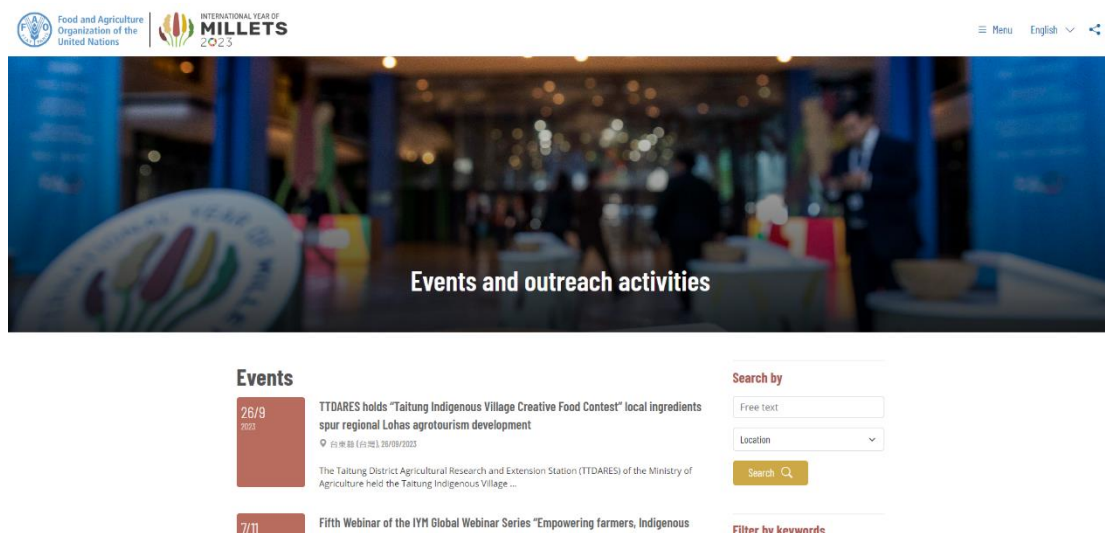 Food and Agriculture
Organization of the
United Nations
INTERNATIONAL YEAR OF
MILLETS
2023
Menu
English
Events and outreach activities
Events
26/9
2023
TTDARES holds “Taitung Indigenous Village Creative Food Contest” local ingredients
spur regional Lohas agrotourism development
台東縣 (台灣), 26/09/2023
The Taitung District Agricultural Research and Extension Station (TTDARES) of the Ministry of
Agriculture held the Taitung Indigenous Village ...
7/11
Fifth Webinar of the IYM Global Webinar Series “Empowering farmers, Indigenous
Search by
Free text
Location
Search
Filter by keywords